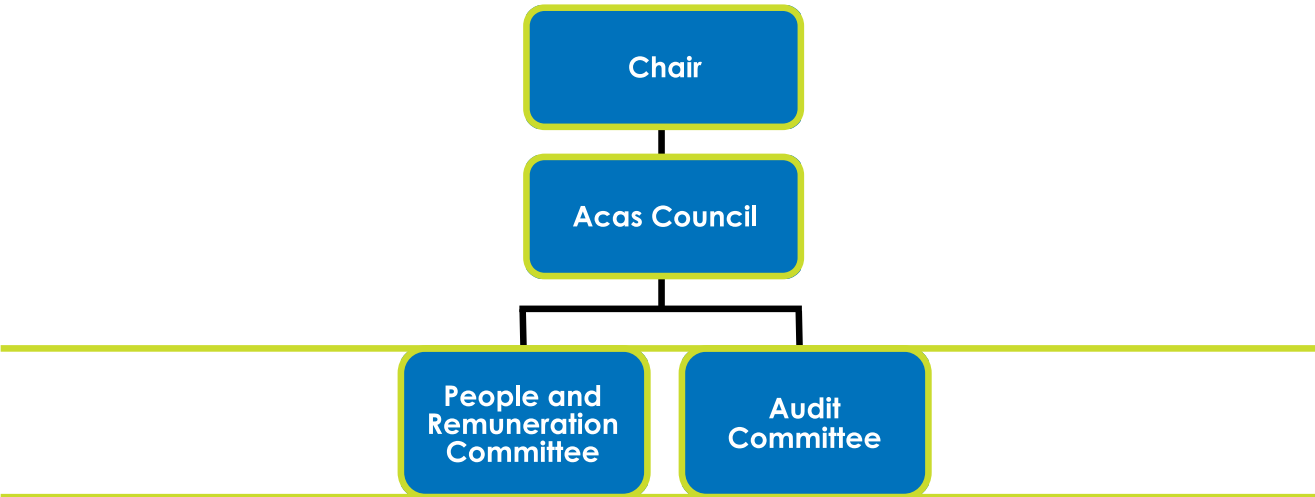 Chair
Acas Council
People and
Remuneration
Committee
Audit
Committee